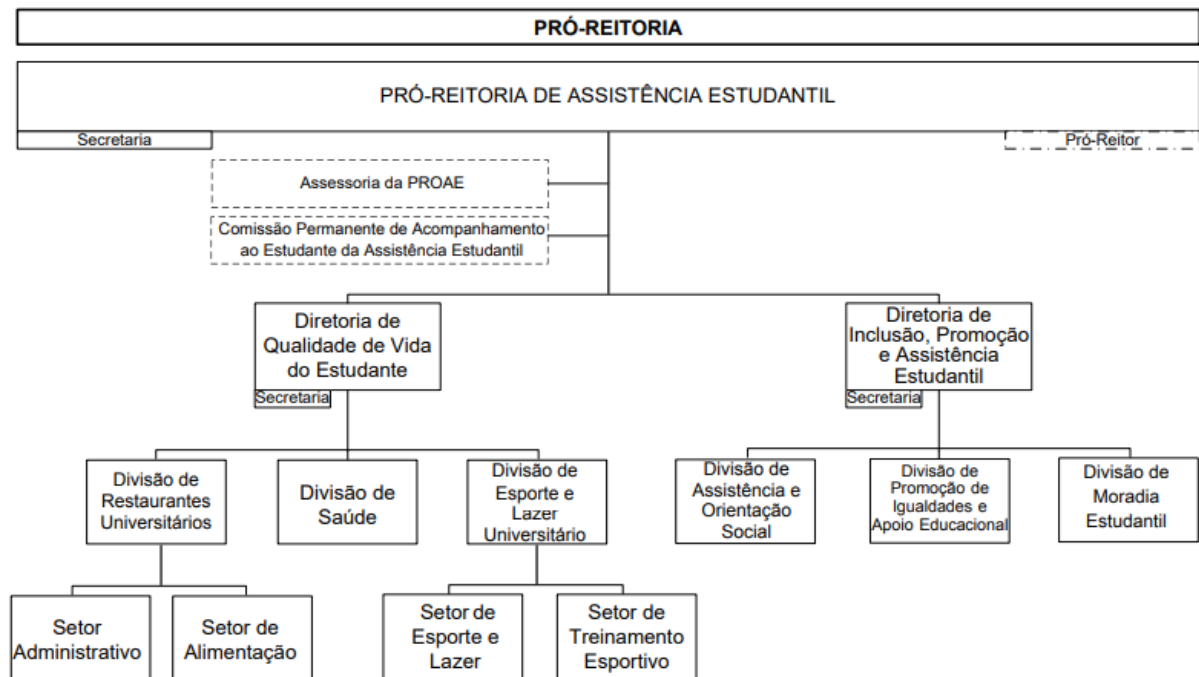 PRÓ-REITORIA
PRÓ-REITORIA DE ASSISTÊNCIA ESTUDANTIL
Secretaria
Pró-Reitor
Assessoria da PROAE
Comissão Permanente de Acompanhamento
ao Estudante da Assistência Estudantil
Diretoria de
Qualidade de Vida
do Estudante
Secretaria
Diretoria de
Inclusão, Promoção
e Assistência
Estudantil
Secretaria
Divisão de
Restaurantes
Universitários
Divisão de
Saúde
Divisão de
Esporte e
Lazer
Universitário
Divisão de
Assistência e
Orientação
Social
Divisão de
Promoção de
Igualdades e
Apoio Educacional
Divisão de
Moradia
Estudantil
Setor
Administrativo
Setor de
Alimentação
Setor de
Esporte e
Lazer
Setor de
Treinamento
Esportivo